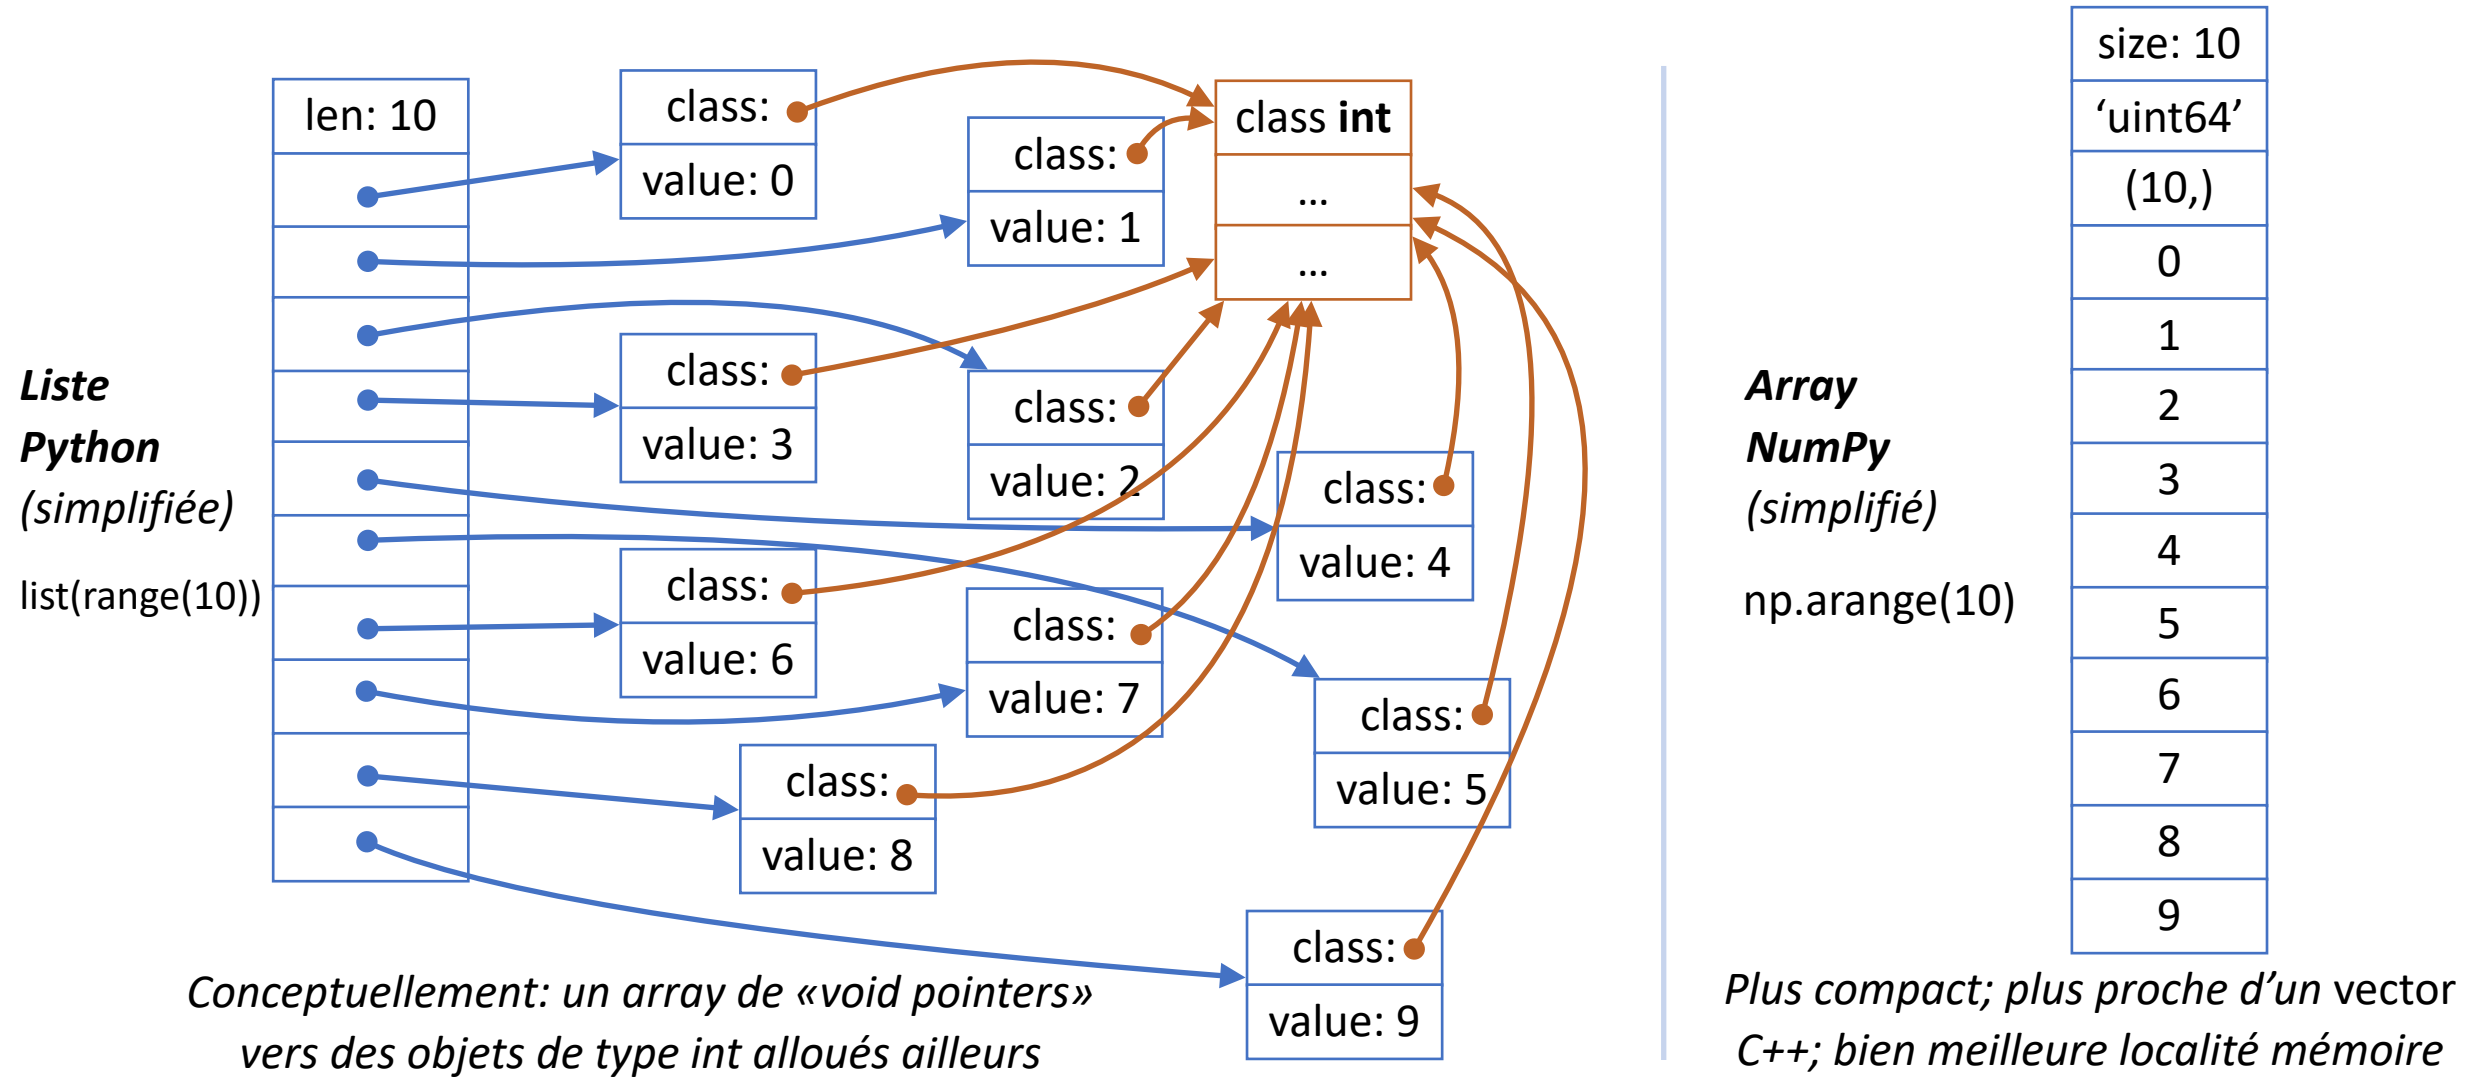 Liste
Python
(simplifiée)
list(range(10))
len: 10
class:
value: 0
class:
value: 1
class:
value: 3
class:
value: 2
class:
value: 4
class:
value: 6
class:
value: 7
class:
value: 5
class:
value: 8
class:
value: 9
class int
...
...
Conceptuellement: un array de «void pointers»
vers des objets de type int alloués ailleurs
Array
NumPy
(simplifié)
np.arange(10)
size: 10
‘uint64’
(10,)
0
1
2
3
4
5
6
7
8
9
Plus compact; plus proche d’un vector
C++; bien meilleure localité mémoire